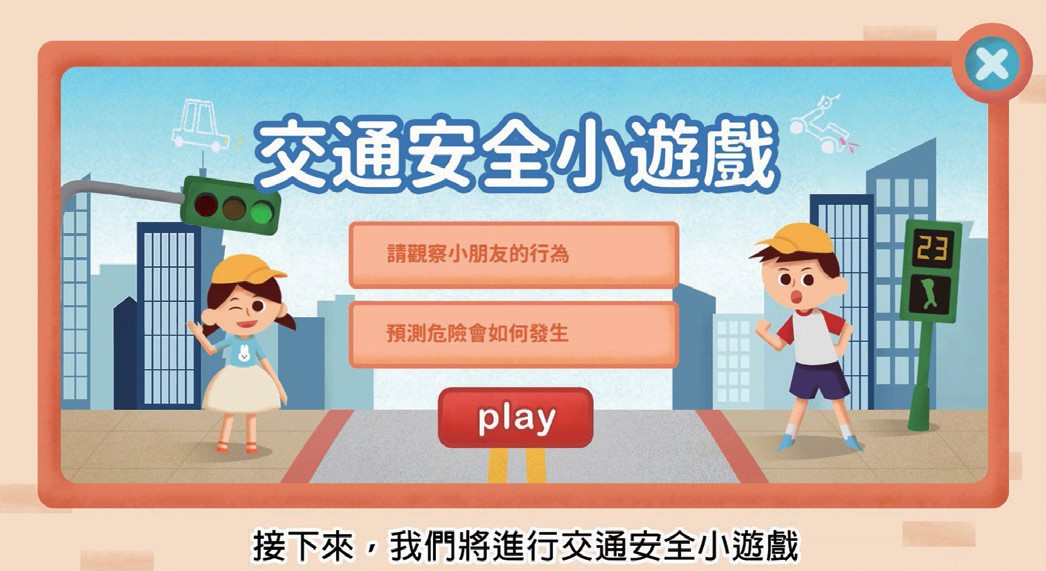 交通安全小遊戲
請觀察小朋友的行為
23
預測危險會如何發生
play
接下來，我們將進行交通安全小遊戲